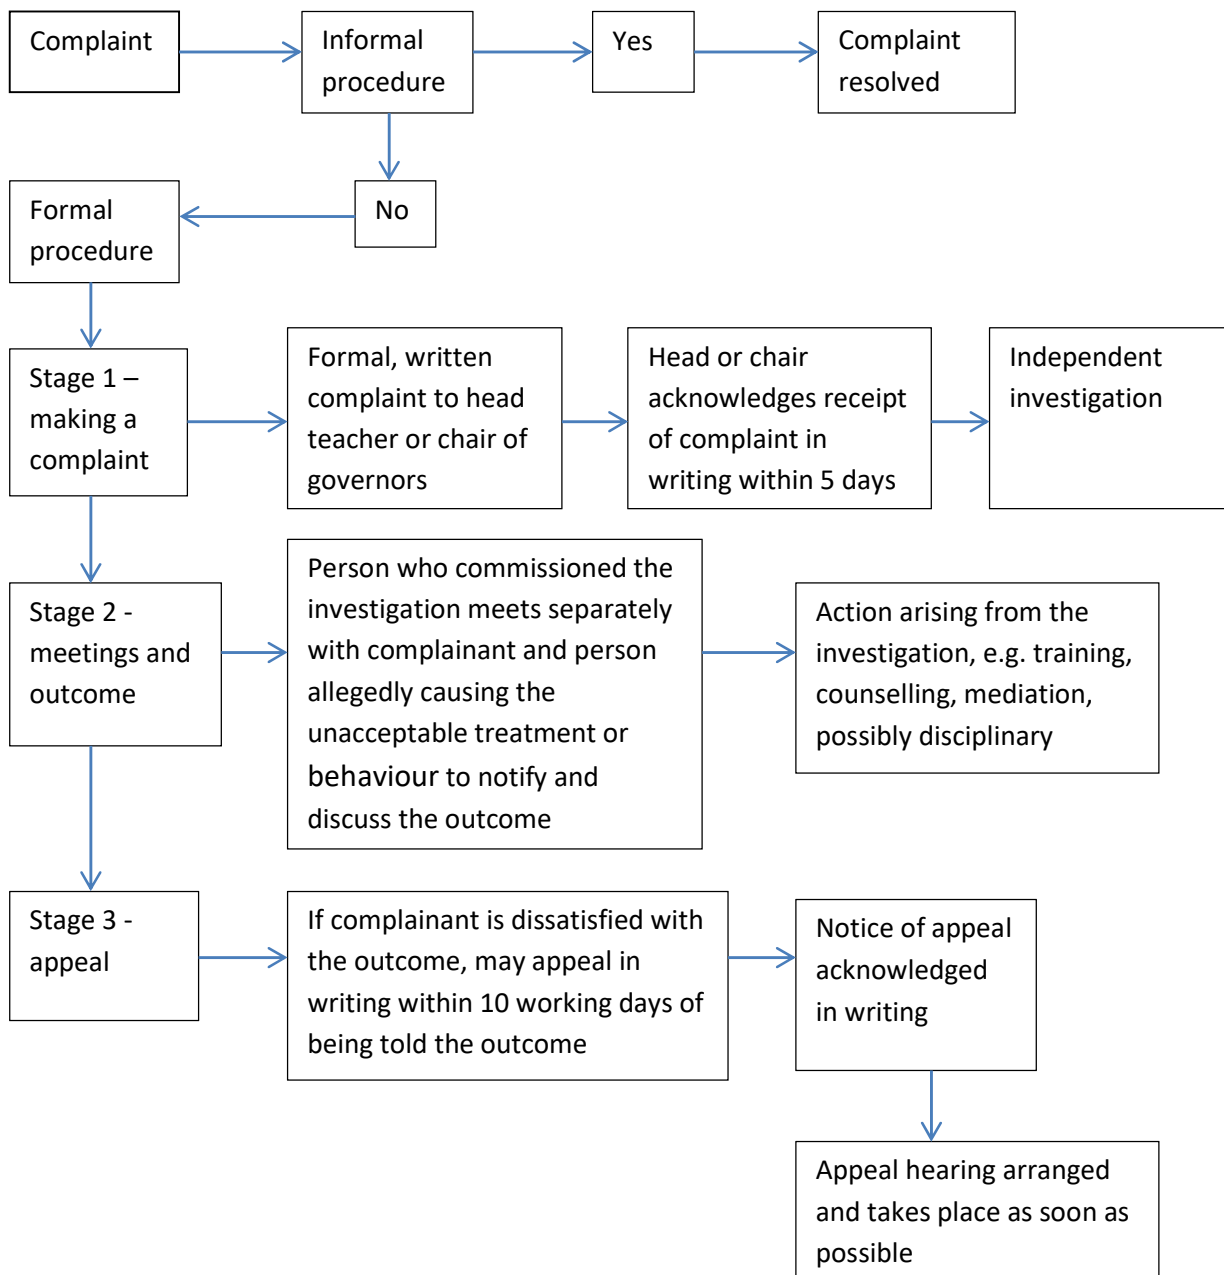 Complaint
Informal
procedure
Yes
Complaint
resolved
No
Formal
procedure
Stage 1 –
making a
complaint
Formal, written
complaint to head
teacher or chair of
governors
Head or chair
acknowledges receipt
of complaint in
writing within 5 days
Independent
investigation
Stage 2 -
meetings and
outcome
Person who commissioned the
investigation meets separately
with complainant and person
allegedly causing the
unacceptable treatment or
behaviour to notify and
discuss the outcome
Action arising from the
investigation, e.g. training,
counselling, mediation,
possibly disciplinary
Stage 3 -
appeal
If complainant is dissatisfied with
the outcome, may appeal in
writing within 10 working days of
being told the outcome
Notice of appeal
acknowledged
in writing
Appeal hearing arranged
and takes place as soon as
possible